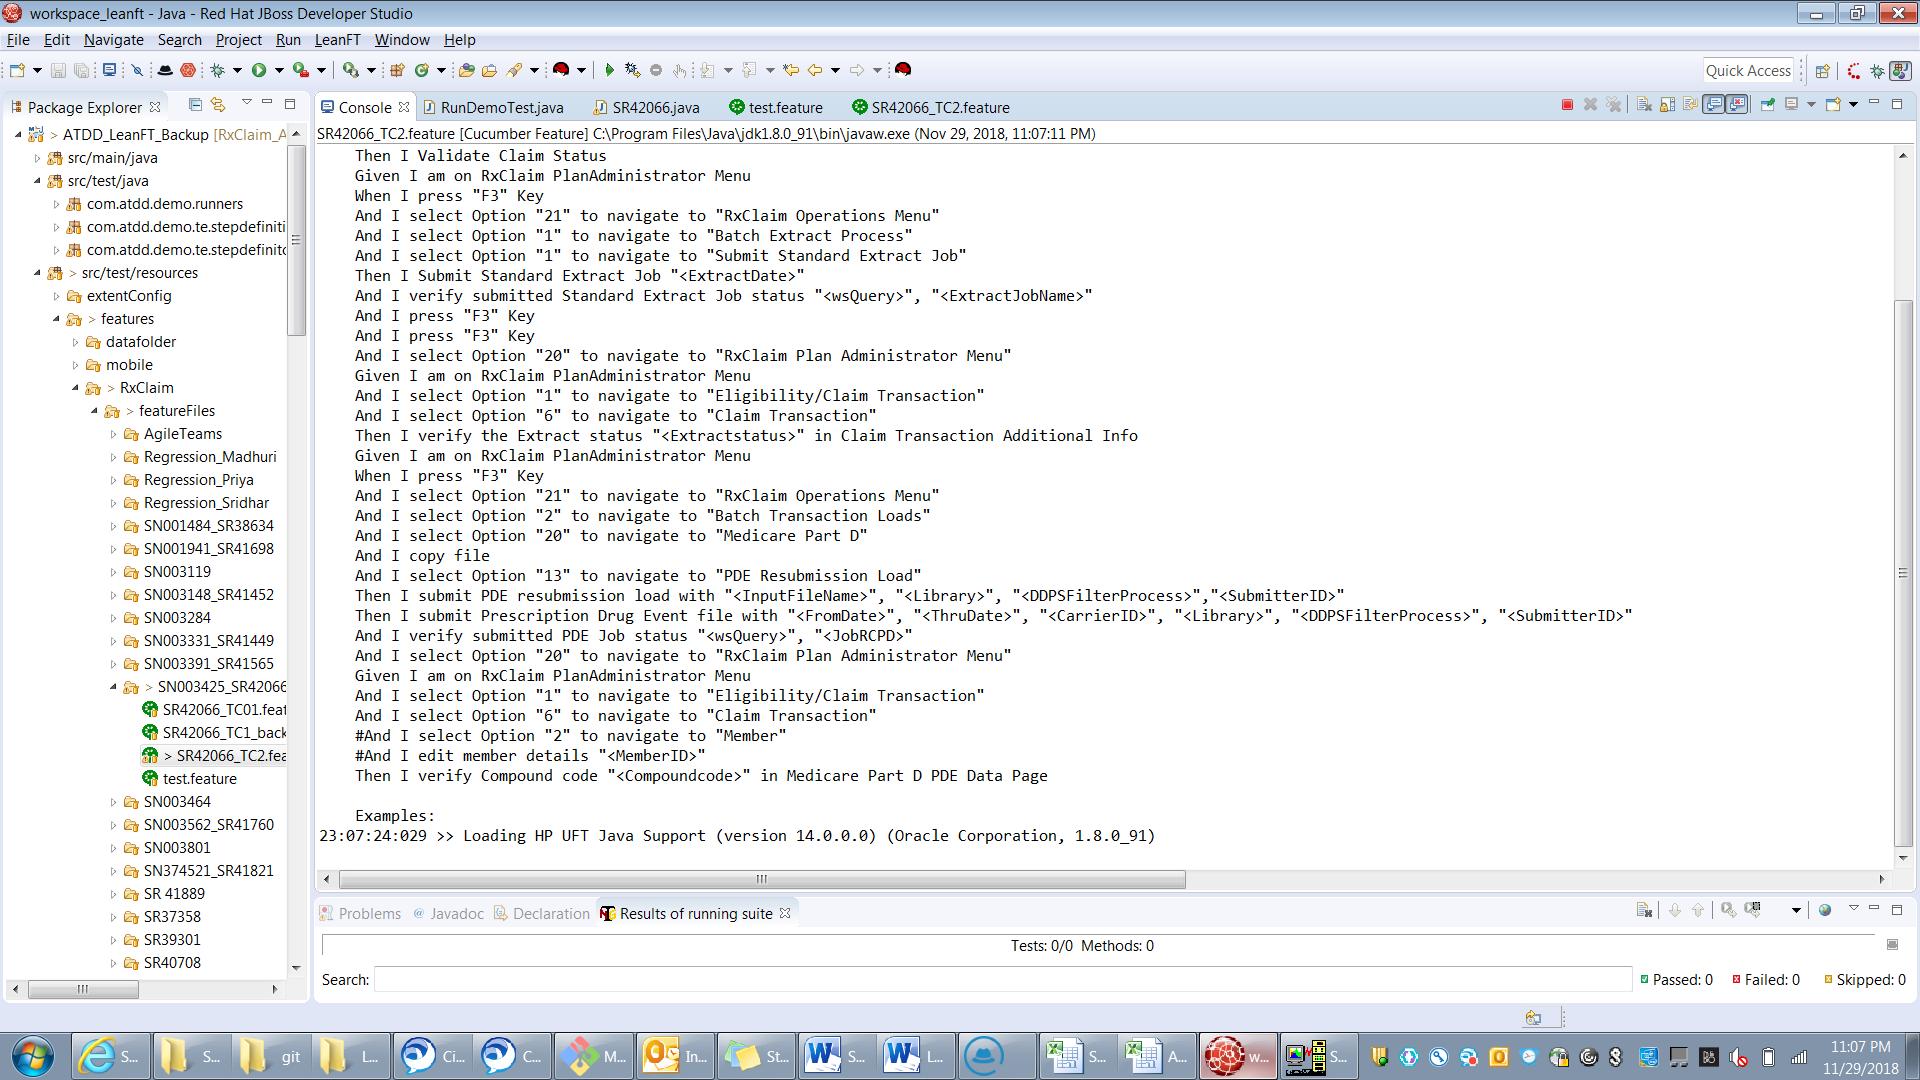 workspace_leanft - Java - Red Hat JBoss Developer Studio
File Edit Navigate Search Project Run LeanFT Window Help
Quick Access
Package Explorer
ATDD_LeanFT_Backup [RxClaim_A
src/main/java
src/test/java
com.atdd.demo.runners
com.atdd.demo.te.stepdefiniti
com.atdd.demo.te.stepdefinitc
> src/test/resources
extentConfig
> features
datafolder
mobile
> RxClaim
> featureFiles
AgileTeams
Regression_Madhuri
Regression_Priya
Regression_Sridhar
SN001484_SR38634
SN001941_SR41698
SN003119
SN003148_SR41452
SN003284
SN003331_SR41449
SN003391_SR41565
> SN003425_SR42066
SR42066_TC01.feat
SR42066_TC1_back
> SR42066_TC2.fea
test.feature
SN003464
SN003562_SR41760
SN003801
SN374521_SR41821
SR 41889
SR37358
SR39301
SR40708
Console RunDemoTest.java SR42066.java test.feature SR42066_TC2.feature
SR42066_TC2.feature [Cucumber Feature] C:\Program Files\Java\jdk1.8.0_91\bin\javaw.exe (Nov 29, 2018, 11:07:11 PM)
Then I Validate Claim Status
Given I am on RxClaim PlanAdministrator Menu
When I press "F3" Key
And I select Option "21" to navigate to "RxClaim Operations Menu"
And I select Option "1" to navigate to "Batch Extract Process"
And I select Option "1" to navigate to "Submit Standard Extract Job"
Then I Submit Standard Extract Job "<ExtractDate>"
And I verify submitted Standard Extract Job status "<wsQuery>", "<ExtractJobName>"
And I press "F3" Key
And I press "F3" Key
And I select Option "20" to navigate to "RxClaim Plan Administrator Menu"
Given I am on RxClaim PlanAdministrator Menu
And I select Option "1" to navigate to "Eligibility/Claim Transaction"
And I select Option "6" to navigate to "Claim Transaction"
Then I verify the Extract status "<Extractstatus>" in Claim Transaction Additional Info
Given I am on RxClaim PlanAdministrator Menu
When I press "F3" Key
And I select Option "21" to navigate to "RxClaim Operations Menu"
And I select Option "2" to navigate to "Batch Transaction Loads"
And I select Option "20" to navigate to "Medicare Part D"
And I copy file
And I select Option "13" to navigate to "PDE Resubmission Load"
Then I submit PDE resubmission load with "<InputFileName>", "<Library>", "<DDPSFilterProcess>","<SubmitterID>"
Then I submit Prescription Drug Event file with "<FromDate>", "<ThruDate>", "<CarrierID>", "<Library>", "<DDPSFilterProcess>", "<SubmitterID>"
And I verify submitted PDE Job status "<wsQuery>", "<JobRCPD>"
And I select Option "20" to navigate to "RxClaim Plan Administrator Menu"
Given I am on RxClaim PlanAdministrator Menu
And I select Option "1" to navigate to "Eligibility/Claim Transaction"
And I select Option "6" to navigate to "Claim Transaction"
#And I select Option "2" to navigate to "Member"
#And I edit member details "<MemberID>"
Then I verify Compound code "<Compoundcode>" in Medicare Part D PDE Data Page
Examples:
23:07:24:029 >> Loading HP UFT Java Support (version 14.0.0.0) (Oracle Corporation, 1.8.0_91)
Problems Javadoc Declaration Results of running suite
Tests: 0/0 Methods: 0
Search: Passed: 0 Failed: 0 Skipped: 0
S... S... git L... Ci... C... M... In... St... S... L... S... A... w... S...
11:07 PM
11/29/2018